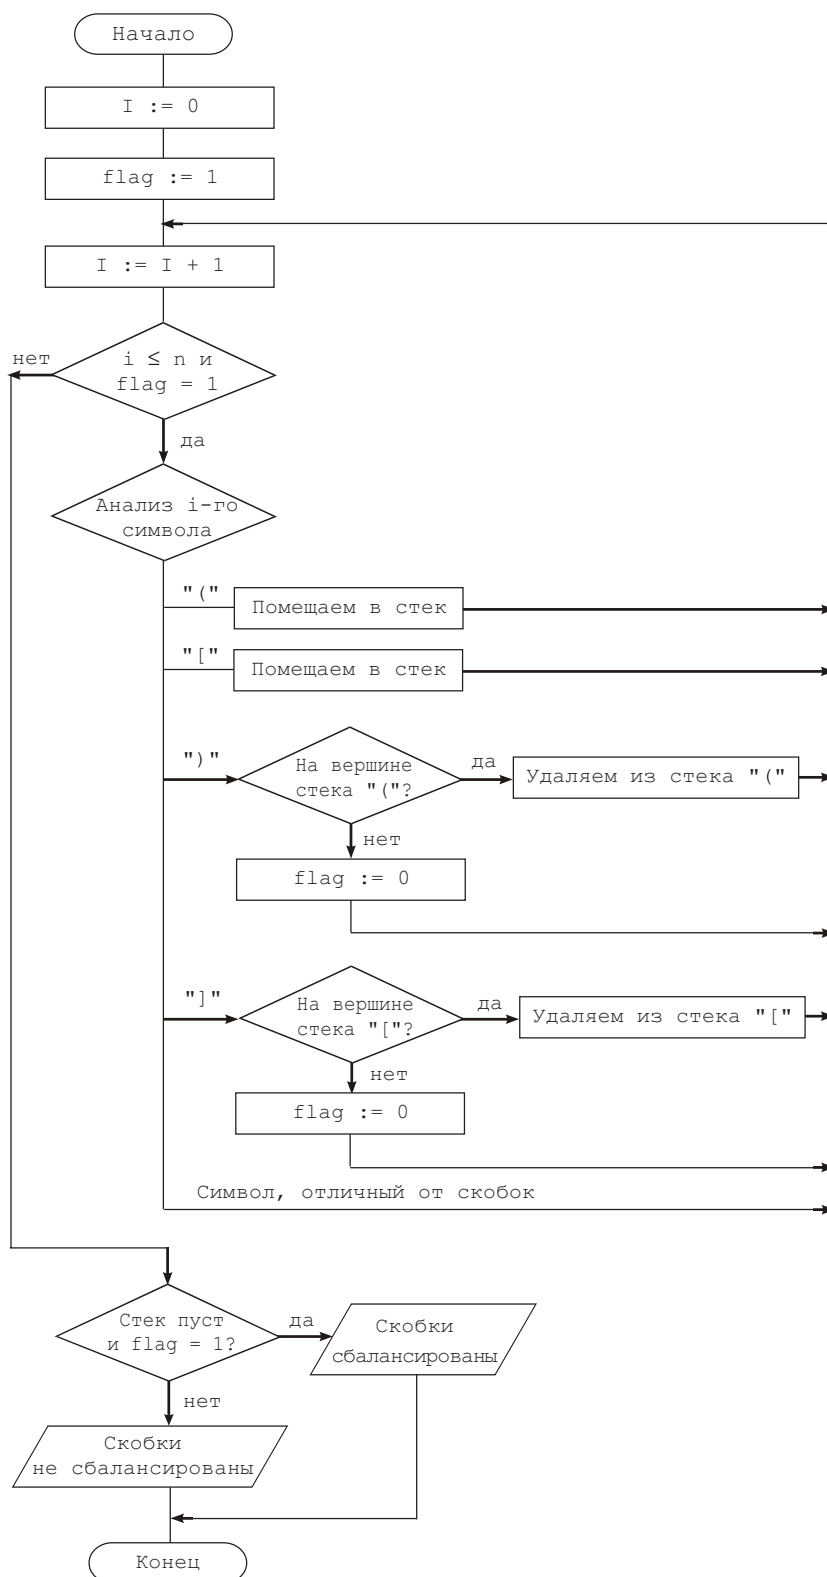 Начало
I := 0
flag := 1
I := I + 1
нет
i ≤ n и
flag = 1
да
Анализ i-го
символа
"("
Помещаем в стек
"["
Помещаем в стек
")"
На вершине
стека "("?
да
Удаляем из стека "("
нет
flag := 0
"]"
На вершине
стека "["?
да
Удаляем из стека "["
нет
flag := 0
Символ, отличный от скобок
Стек пуст
и flag = 1?
да
Скобки
сбалансированы
нет
Скобки
не сбалансированы
Конец